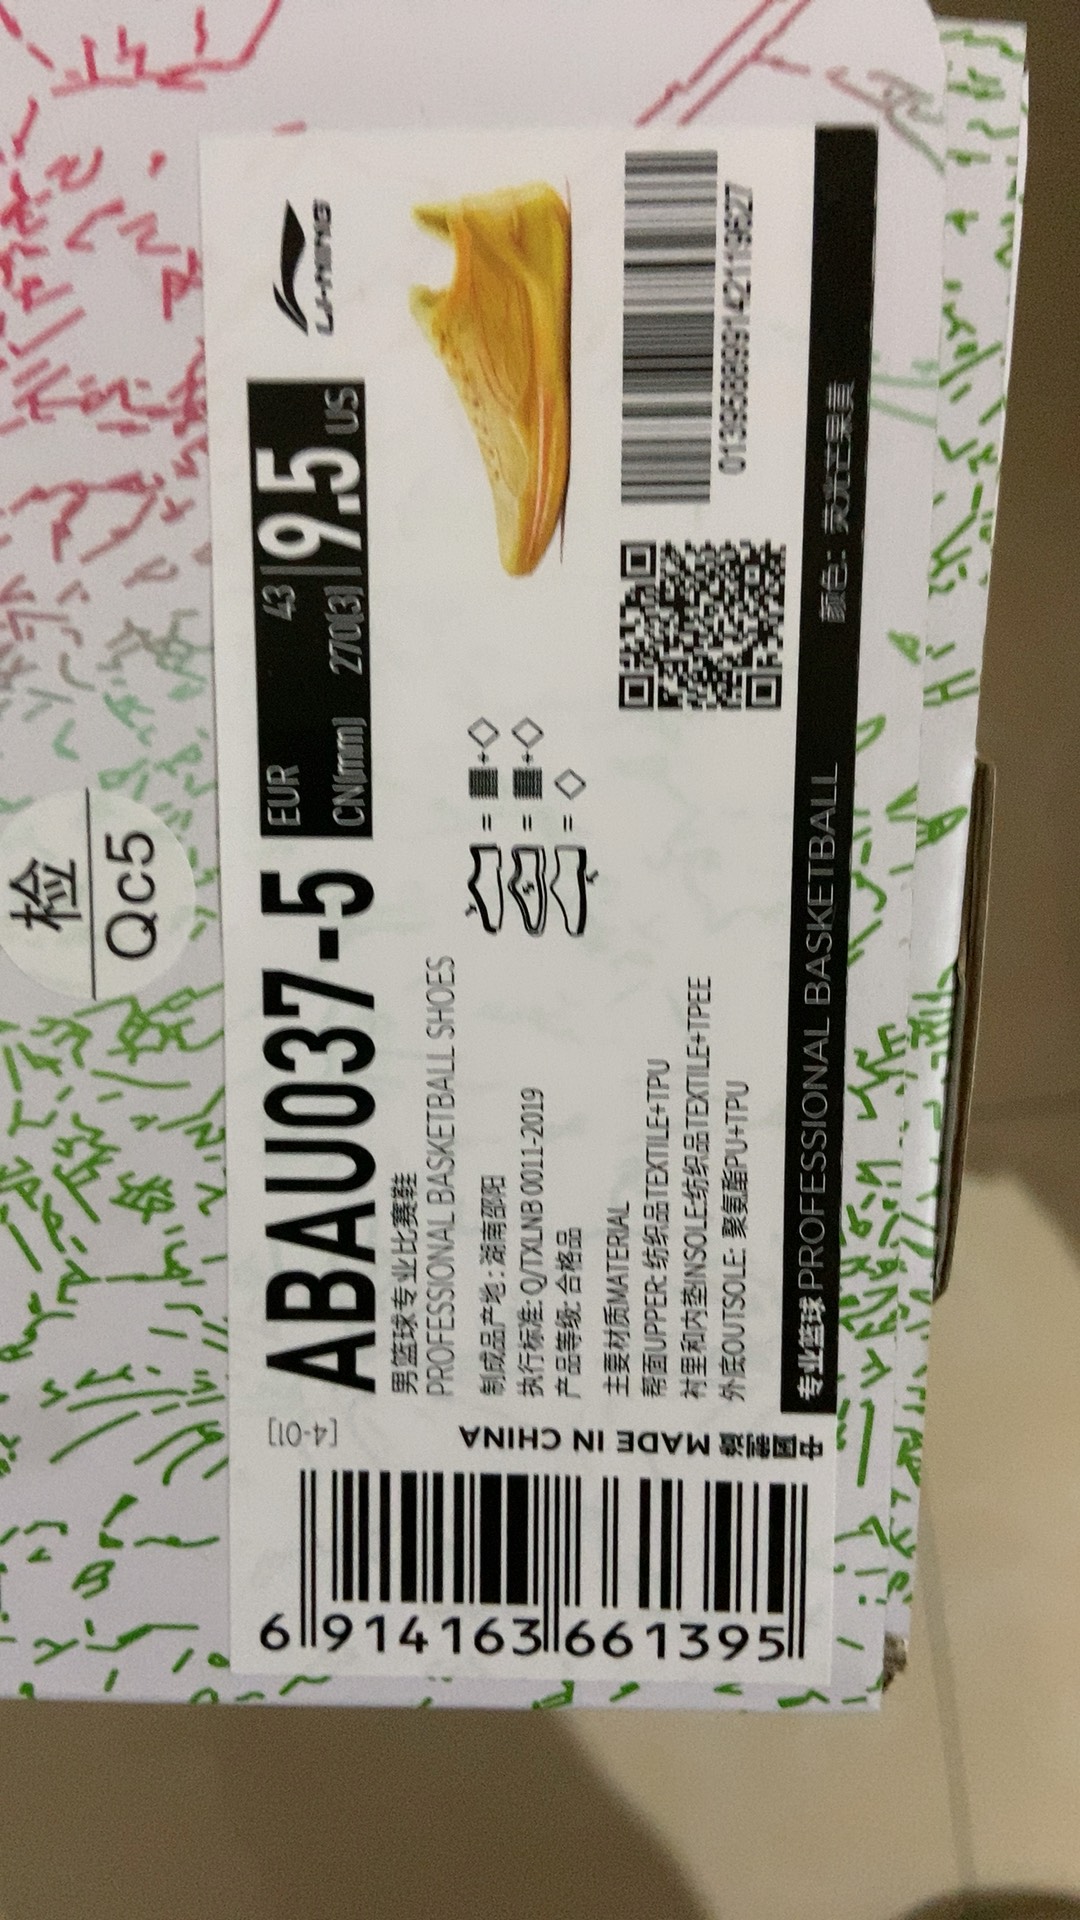 检
Qc5
LI-NING
ABAU037-5
EUR 43
CN(mm) 270(3)
9.5 US
男篮球专业比赛鞋
PROFESSIONAL BASKETBALL SHOES
制成品产地: 湖南邵阳
执行标准: Q/TXLNB 0011-2019
产品等级: 合格品
= +
= +
=
主要材质MATERIAL
帮面UPPER: 纺织品TEXTILE+TPU
衬里和内垫INSOLE:纺织品TEXTILE+TPEE
外底OUTSOLE: 聚氨酯PU+TPU
专业篮球 PROFESSIONAL BASKETBALL
颜色: 荧光芒果黄
[4-01]
中国制造 MADE IN CHINA
6 914163 661395